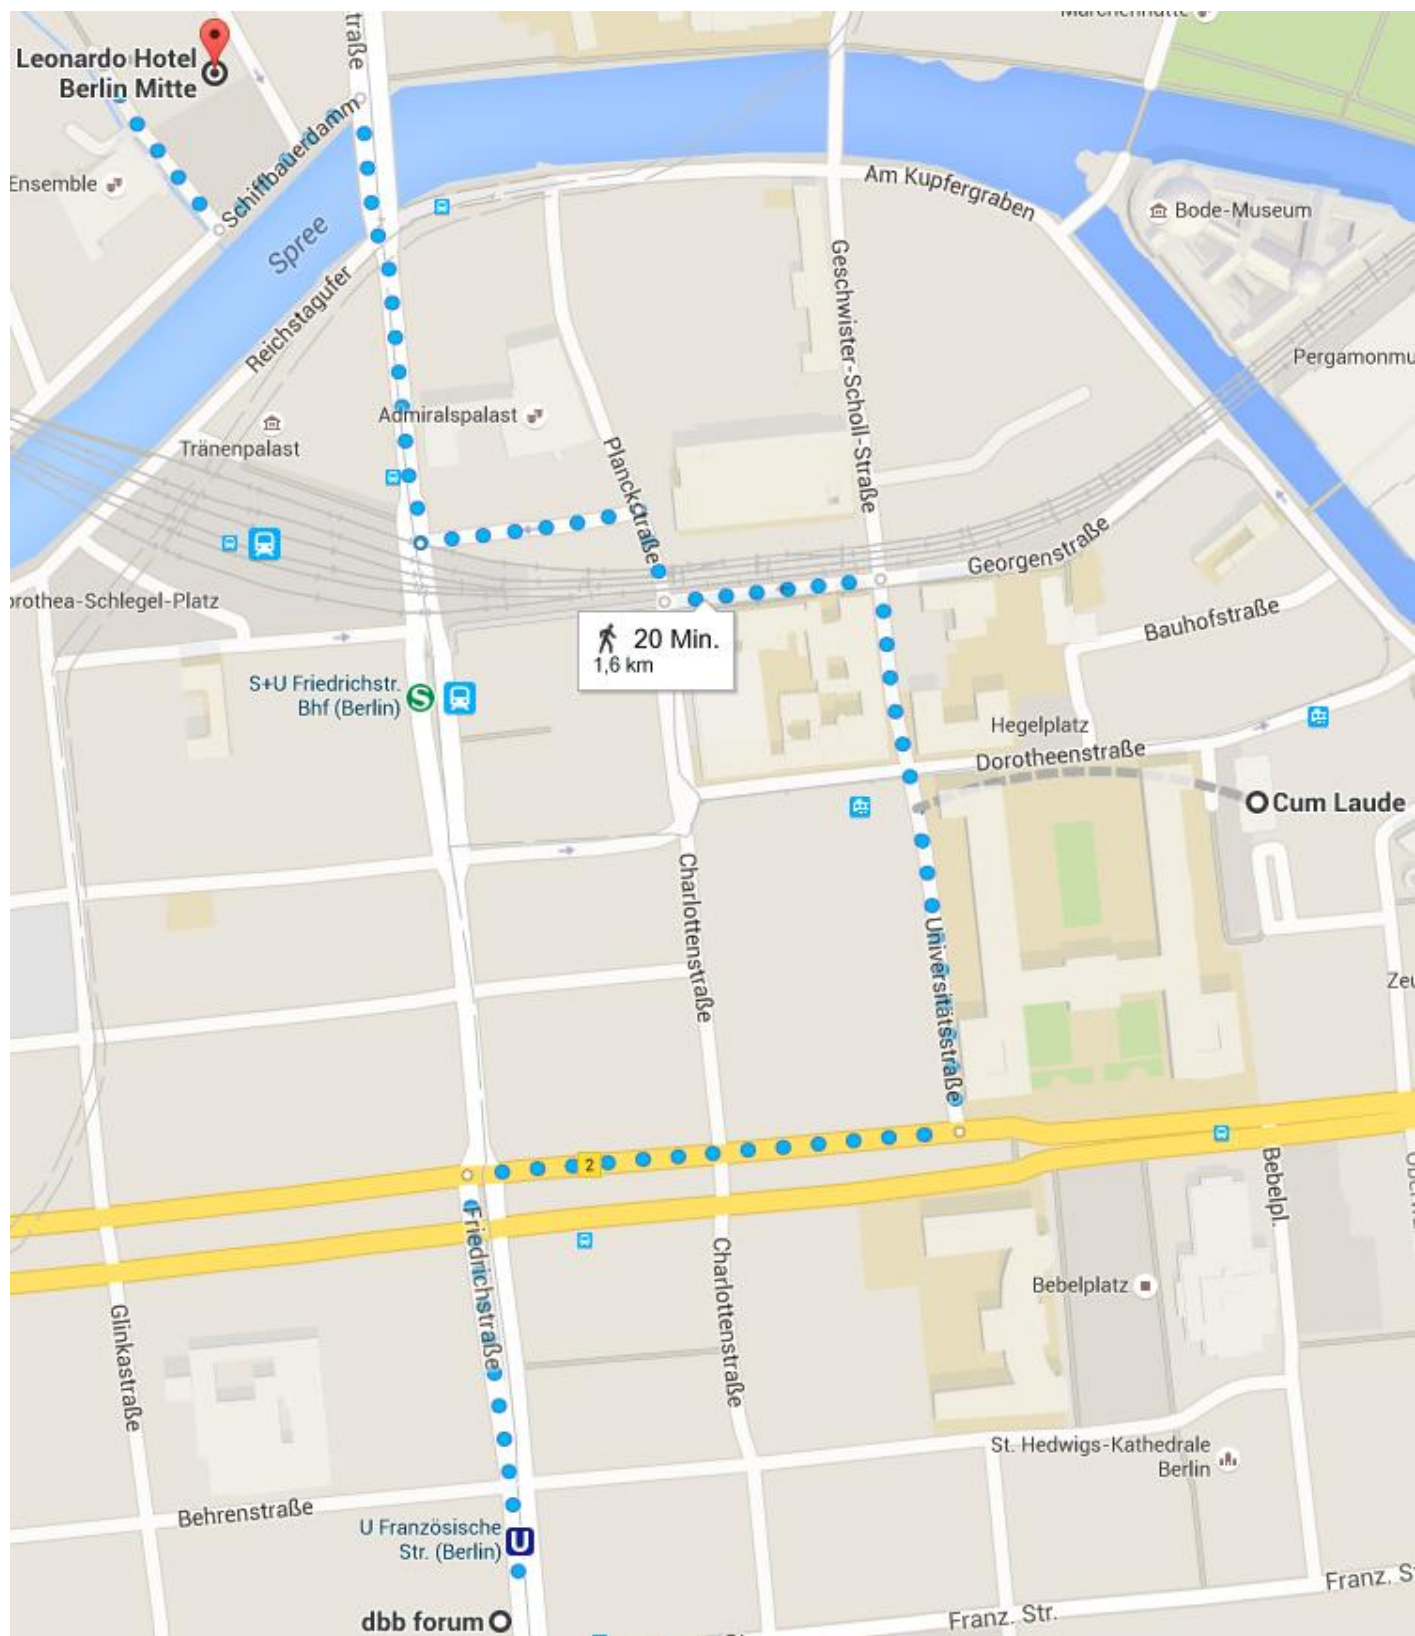 Märchenhütte
traße
Leonardo Hotel
Berlin Mitte
Schiffbauerdamm
Ensemble
Am Kupfergraben
Bode-Museum
Spree
Reichstagufer
Geschwister-Scholl-Straße
Pergamonmu
Admiralspalast
Tränenpalast
Planckstraße
Georgenstraße
orothea-Schlegel-Platz
Bauhofstraße
20 Min.
1,6 km
S+U Friedrichstr.
Bhf (Berlin)
S
Hegelplatz
Dorotheenstraße
Cum Laude
Charlottenstraße
Universitätsstraße
Zeu
2
Bebelpl.
Friedrichstraße
Charlottenstraße
Bebelplatz
Glinkastraße
St. Hedwigs-Kathedrale
Berlin
Behrenstraße
U Französische
Str. (Berlin)
U
Franz. S
Franz. Str.
dbb forum